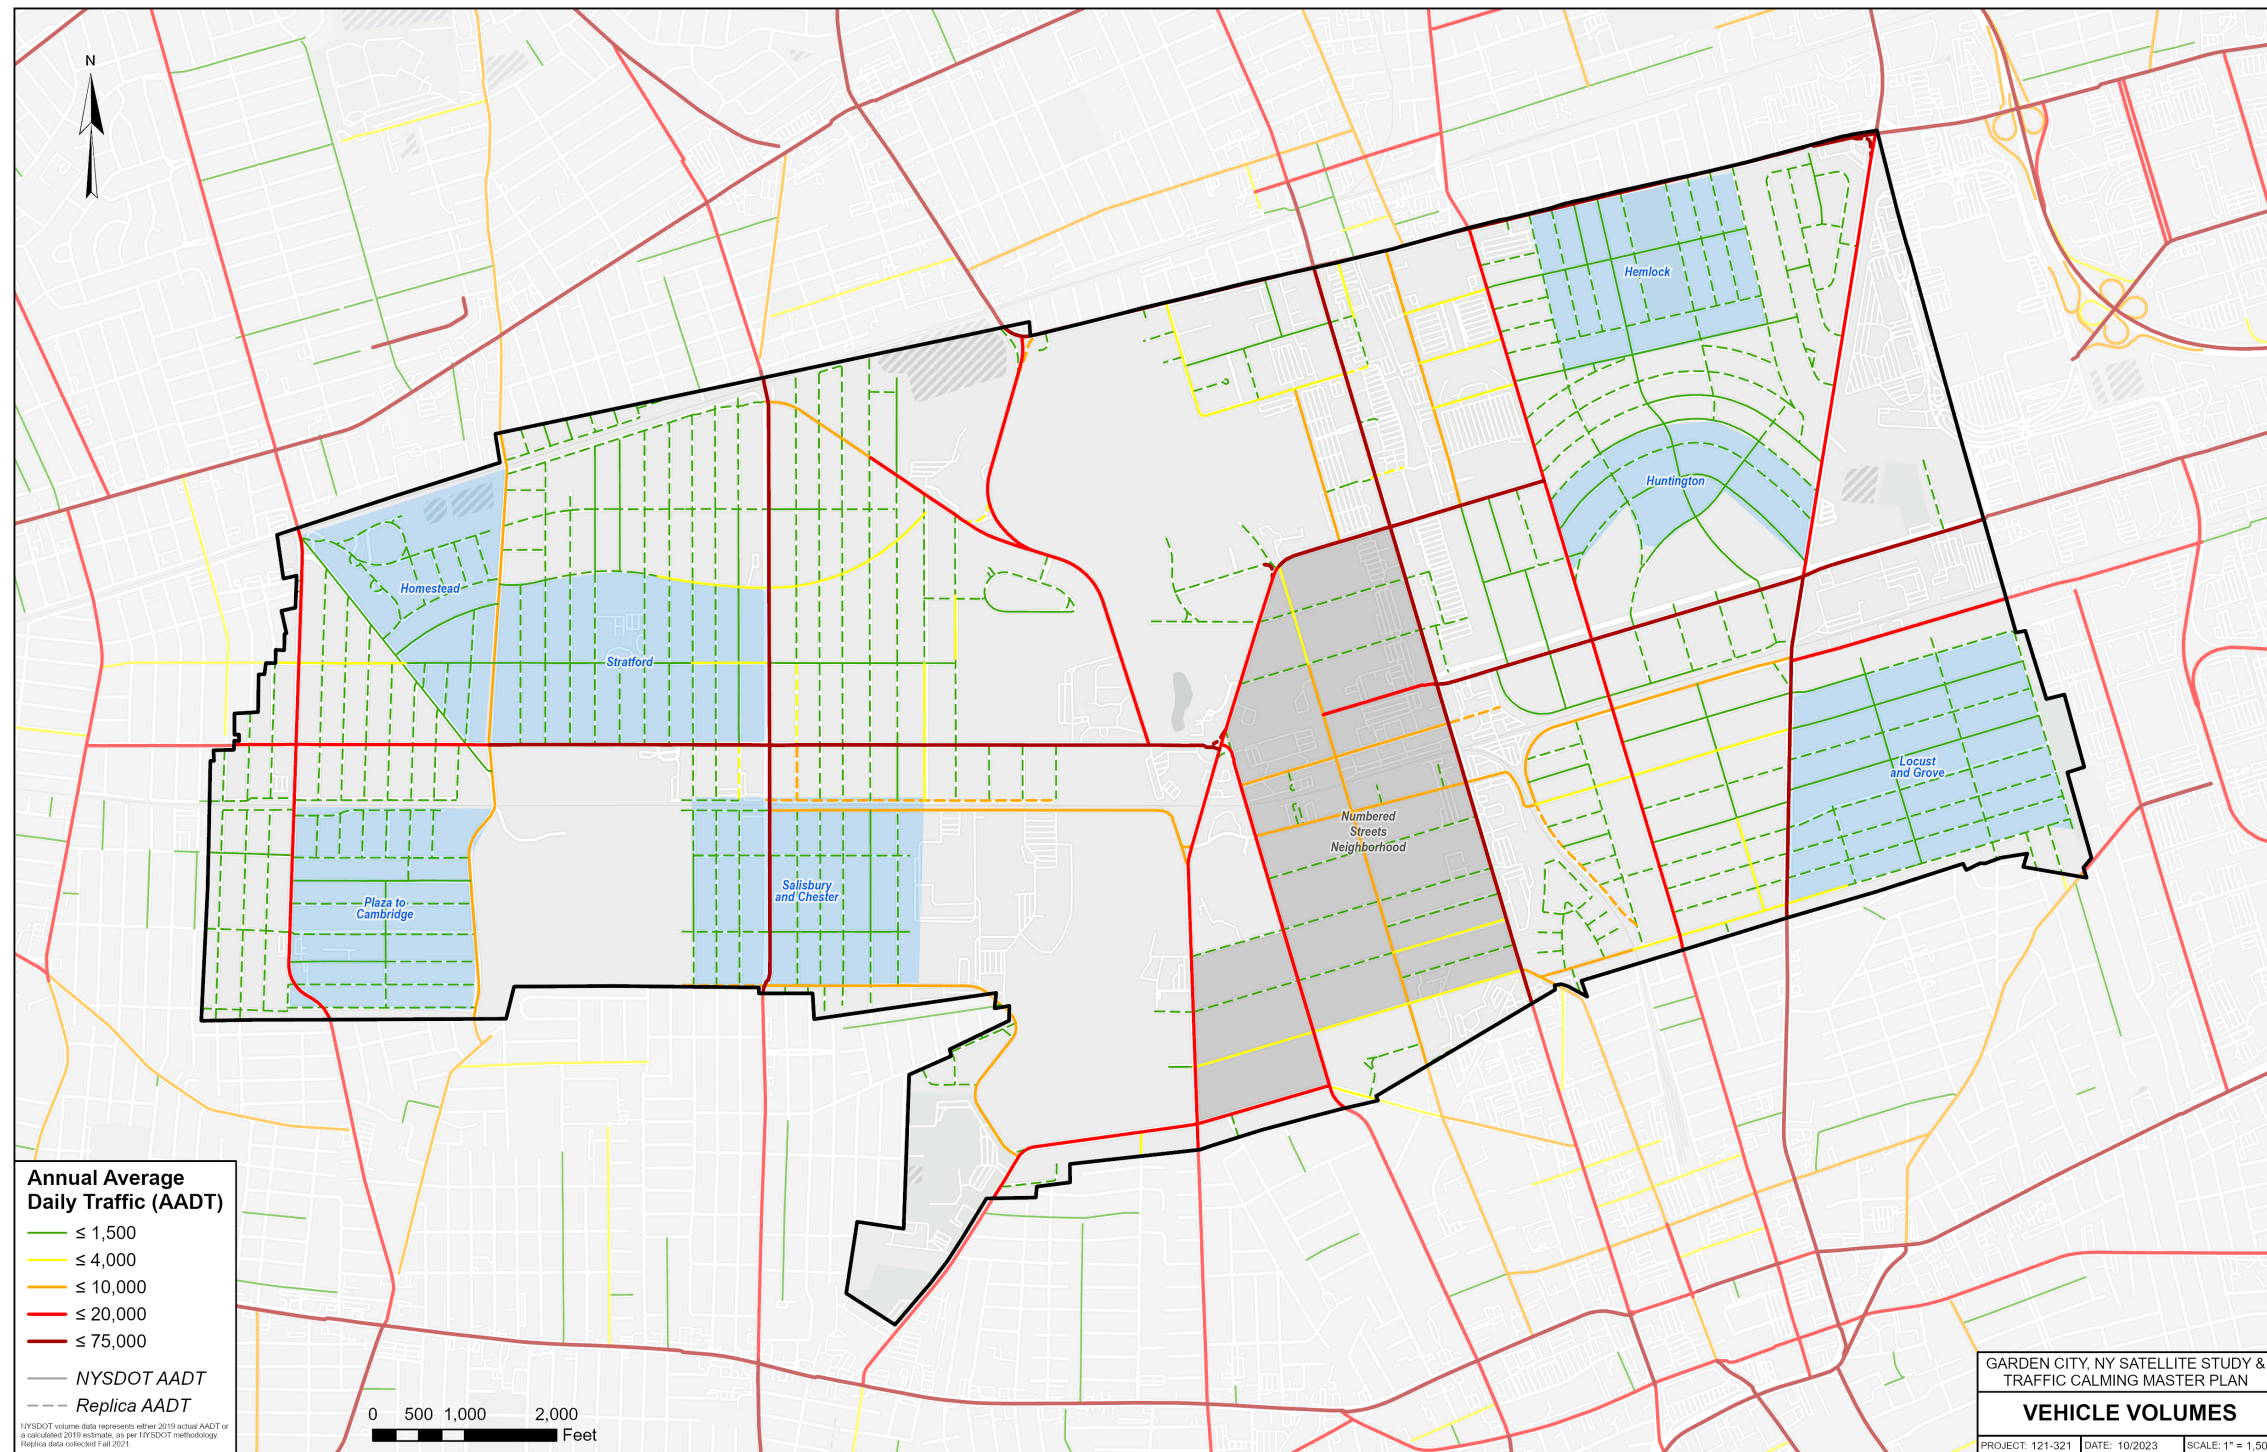 N
Hemlock
Huntington
Homestead
Stratford
Locust
and Grove
Numbered
Streets
Neighborhood
Salisbury
and Chester
Plaza to
Cambridge
Annual Average
Daily Traffic (AADT)
≤ 1,500
≤ 4,000
≤ 10,000
≤ 20,000
≤ 75,000
NYSDOT AADT
Replica AADT
NYSDOT volume data represents either 2019 actual AADT or
a calculated 2019 estimate, as per NYSDOT methodology.
Replica data collected Fall 2021.
0 500 1,000 2,000
Feet
GARDEN CITY, NY SATELLITE STUDY &
TRAFFIC CALMING MASTER PLAN
VEHICLE VOLUMES
PROJECT: 121-321 DATE: 10/2023 SCALE: 1" = 1,50